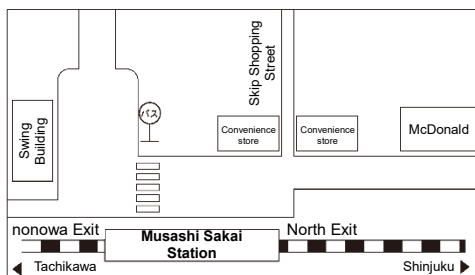 Skip Shopping
Street
バス
Swing
Building
Convenience
store
Convenience
store
McDonald
nonowa Exit
Musashi Sakai
Station
North Exit
Tachikawa
Shinjuku